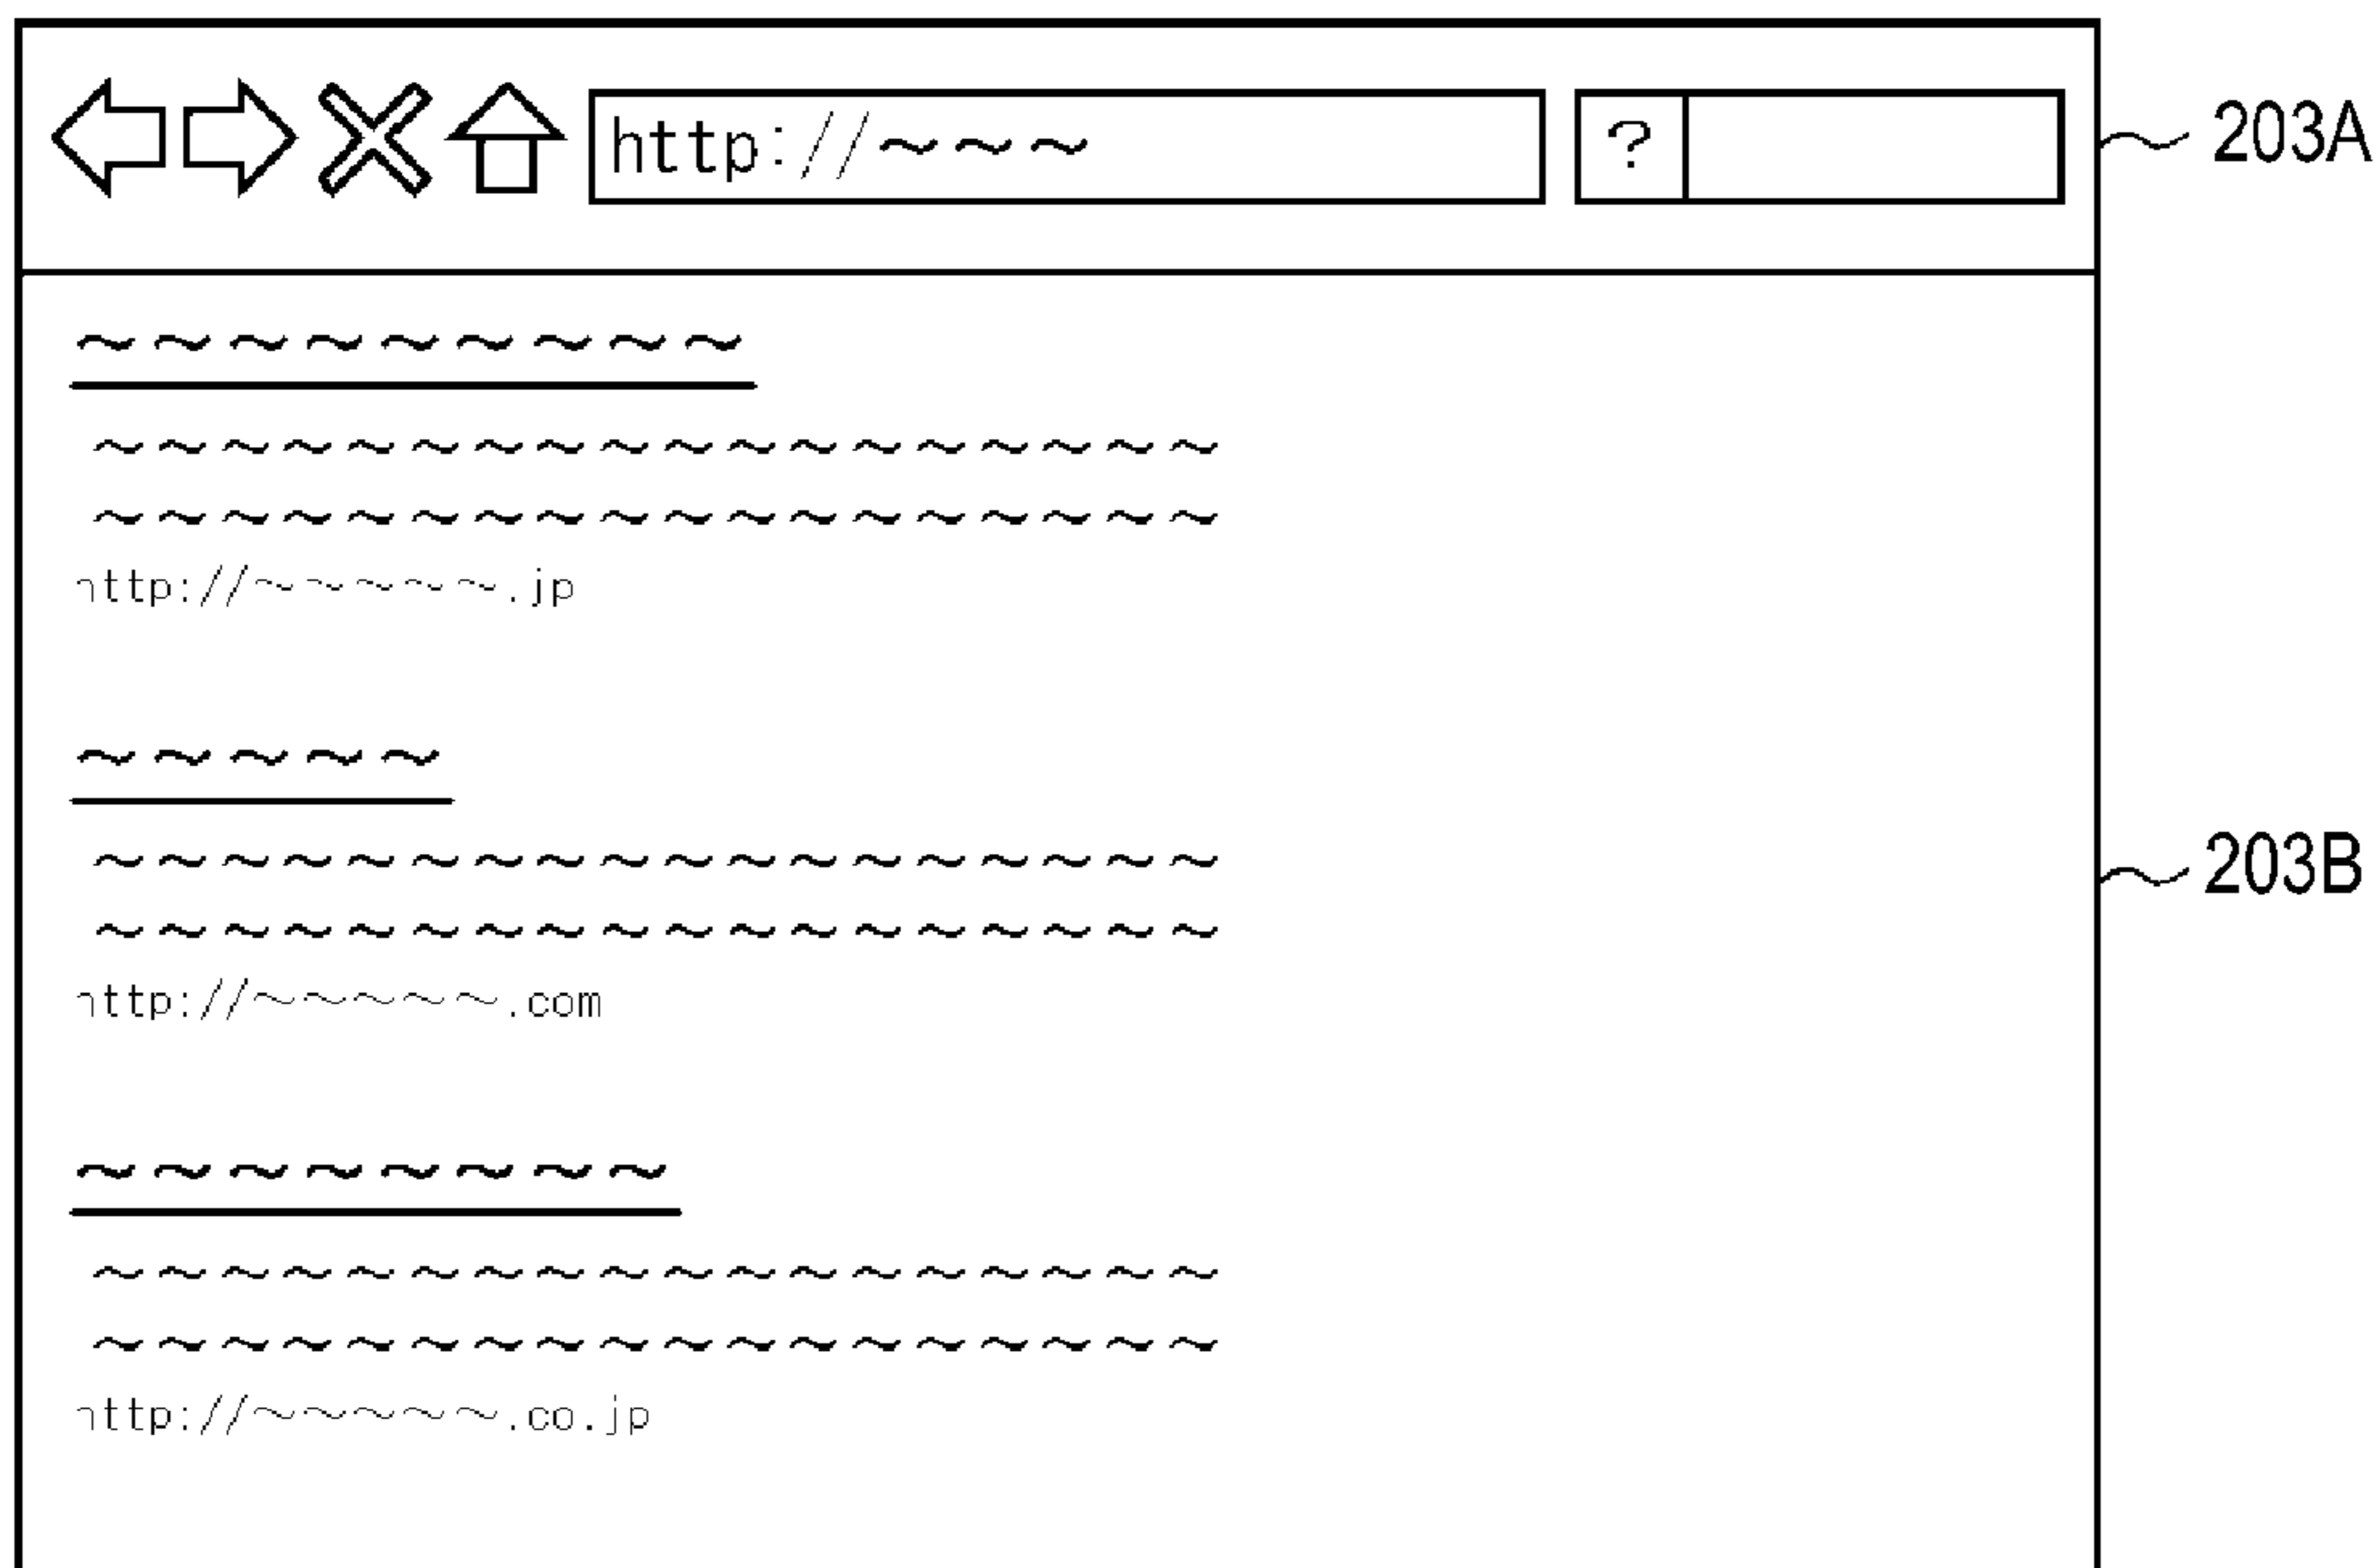 http://～～～ ? 203A
～～～～～～～～～
～～～～～～～～～～～～～～～～～～
～～～～～～～～～～～～～～～～～～
http://～～～～～.jp
～～～～～
～～～～～～～～～～～～～～～～～～
203B
～～～～～～～～～～～～～～～～～～
http://～～～～～.com
～～～～～～～～
～～～～～～～～～～～～～～～～～～
～～～～～～～～～～～～～～～～～～
http://～～～～～.co.jp